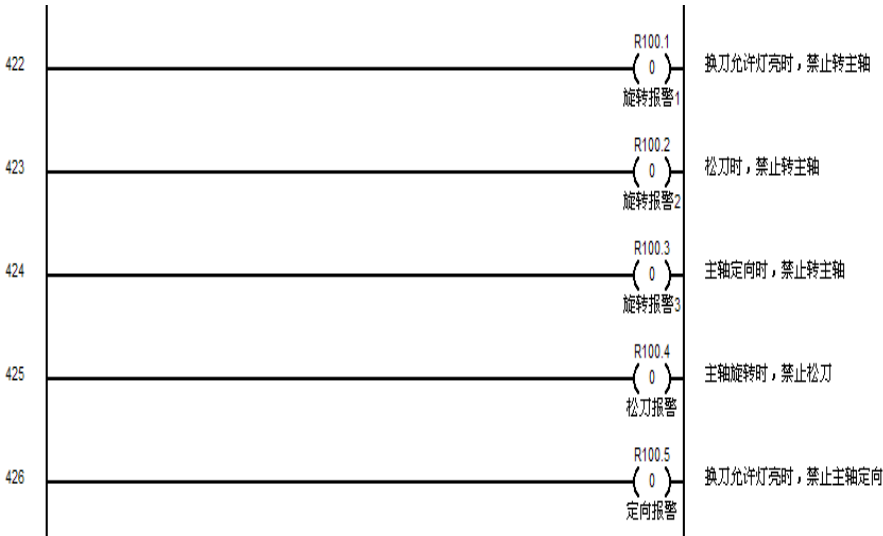 R100.1
422 ( 0 ) 换刀允许灯亮时，禁止转主轴
旋转报警1
R100.2
423 ( 0 ) 松刀时，禁止转主轴
旋转报警2
R100.3
424 ( 0 ) 主轴定向时，禁止转主轴
旋转报警3
R100.4
425 ( 0 ) 主轴旋转时，禁止松刀
松刀报警
R100.5
426 ( 0 ) 换刀允许灯亮时，禁止主轴定向
定向报警